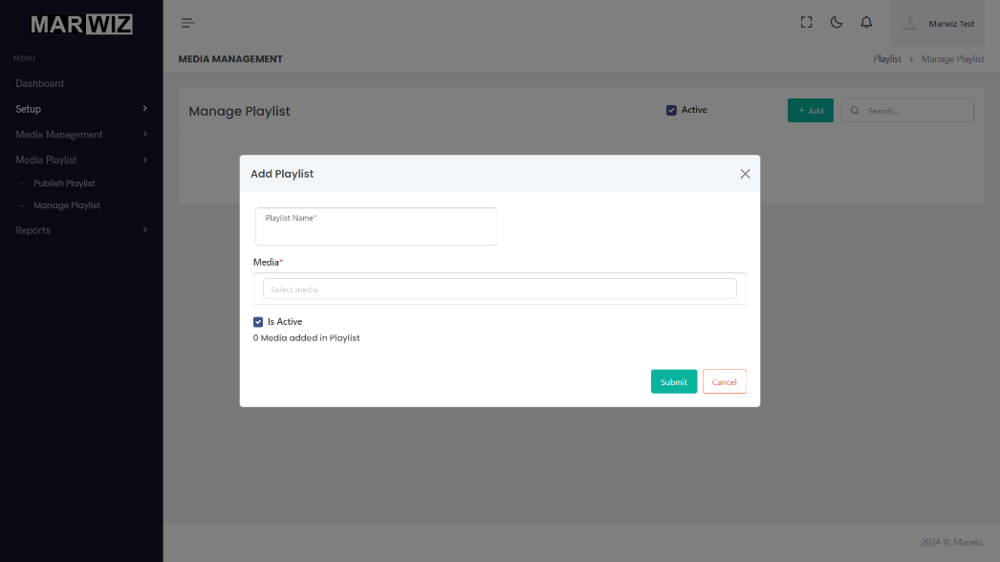 MARWIZ
Marwiz Test
MENU
MEDIA MANAGEMENT
Playlist > Manage Playlist
Dashboard
Setup
Media Management
Media Playlist
- Publish Playlist
- Manage Playlist
Reports
Manage Playlist
Active
+ Add
Search...
Add Playlist
Playlist Name*
Media*
Select media
Is Active
0 Media added in Playlist
Submit
Cancel
2024 © Marwiz.